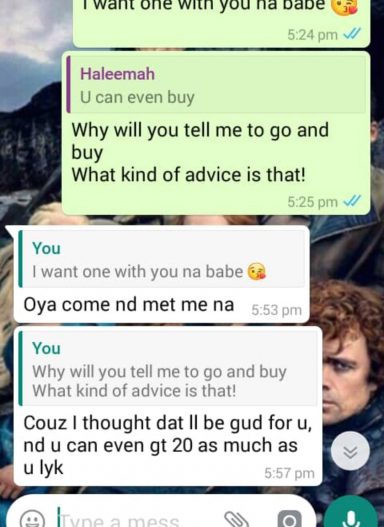 I want one with you na babe 😘
5:24 pm
Haleemah
U can even buy
Why will you tell me to go and
buy
What kind of advice is that!
5:25 pm
You
I want one with you na babe 😘
Oya come nd met me na 5:53 pm
You
Why will you tell me to go and buy
What kind of advice is that!
Couz I thought dat ll be gud for u,
nd u can even gt 20 as much as
u lyk
5:57 pm
Type a mess